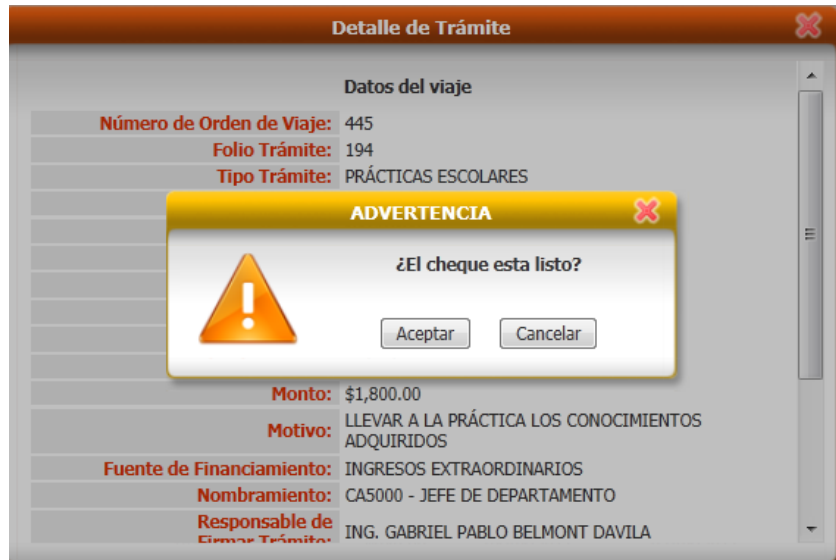 Detalle de Trámite
Datos del viaje
Número de Orden de Viaje: 445
Folio Trámite: 194
Tipo Trámite: PRÁCTICAS ESCOLARES
ADVERTENCIA
¿El cheque esta listo?
Aceptar Cancelar
Monto: $1,800.00
Motivo: LLEVAR A LA PRÁCTICA LOS CONOCIMIENTOS
ADQUIRIDOS
Fuente de Financiamiento: INGRESOS EXTRAORDINARIOS
Nombramiento: CA5000 - JEFE DE DEPARTAMENTO
Responsable de
Firmar Trámite: ING. GABRIEL PABLO BELMONT DAVILA